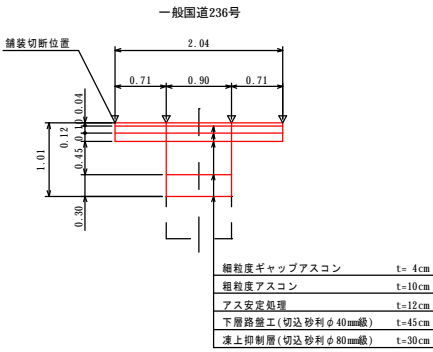 一般国道236号
舗装切断位置
2.04
0.71
0.90
0.71
0.04
0.10
0.12
0.45
0.30
1.01
細粒度ギャップアスコン t= 4cm
粗粒度アスコン t=10cm
アス安定処理 t=12cm
下層路盤工(切込砂利φ40mm級) t=45cm
凍上抑制層(切込砂利φ80mm級) t=30cm